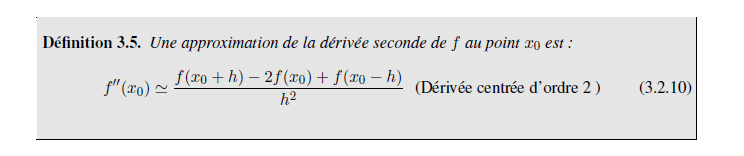 Définition 3.5. Une approximation de la dérivée seconde de f au point x₀ est :
f″(x₀) ≃ (f(x₀ + h) − 2f(x₀) + f(x₀ − h)) / h² (Dérivée centrée d'ordre 2 ) (3.2.10)